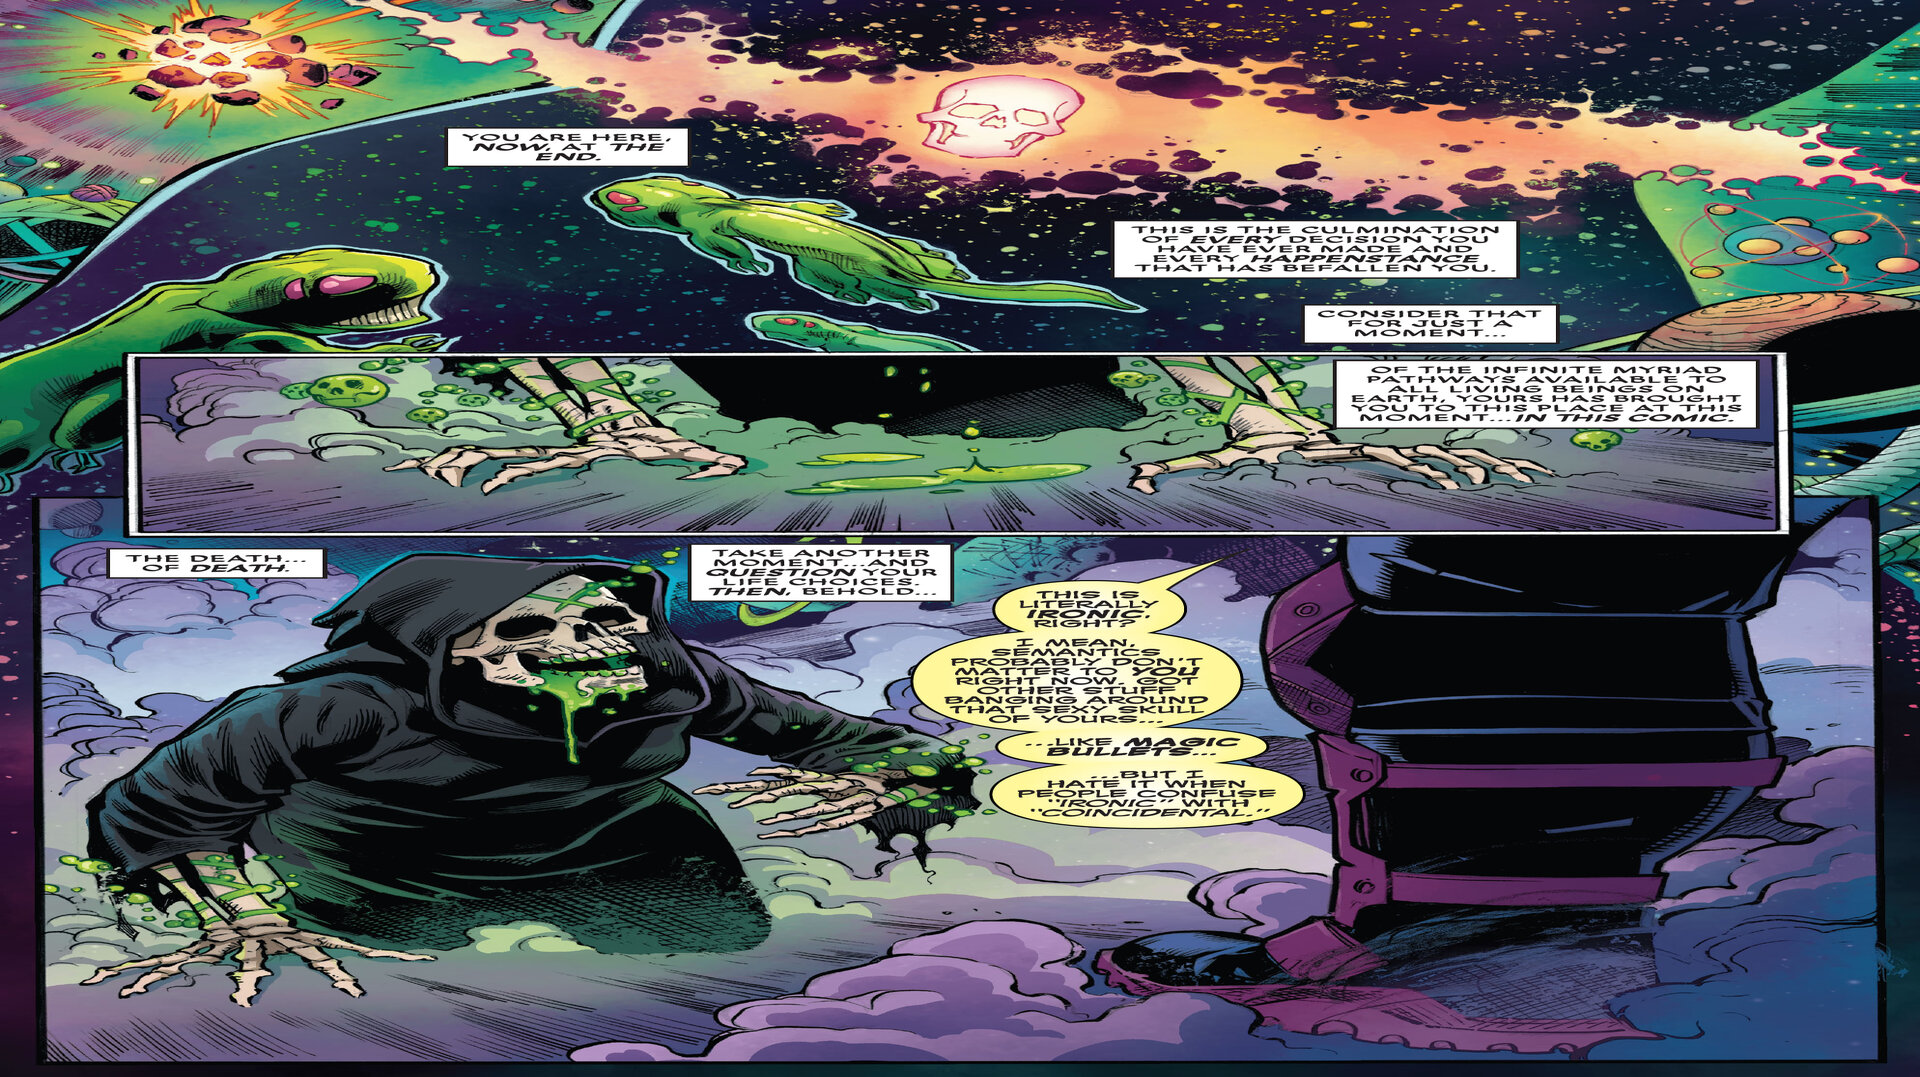 YOU ARE HERE,
NOW, AT THE
END.
THIS IS THE CULMINATION
OF EVERY DECISION YOU
HAVE EVER MADE AND
EVERY HAPPENSTANCE
THAT HAS BEFALLEN YOU.
CONSIDER THAT
FOR JUST A
MOMENT...
OF THE INFINITE MYRIAD
PATHWAYS AVAILABLE TO
ALL LIVING BEINGS ON
EARTH, YOURS HAS BROUGHT
YOU TO THIS PLACE AT THIS
MOMENT...IN THIS COMIC.
TAKE ANOTHER
MOMENT...AND
QUESTION YOUR
LIFE CHOICES.
THEN, BEHOLD...
THE DEATH...
OF DEATH.
THIS IS
LITERALLY
IRONIC,
RIGHT?
I MEAN,
SEMANTICS
PROBABLY DON'T
MATTER TO YOU
RIGHT NOW. GOT
OTHER STUFF
BANGING AROUND
THAT SEXY SKULL
OF YOURS...
...LIKE MAGIC
BULLETS...
...BUT I
HATE IT WHEN
PEOPLE CONFUSE
"IRONIC" WITH
"COINCIDENTAL."